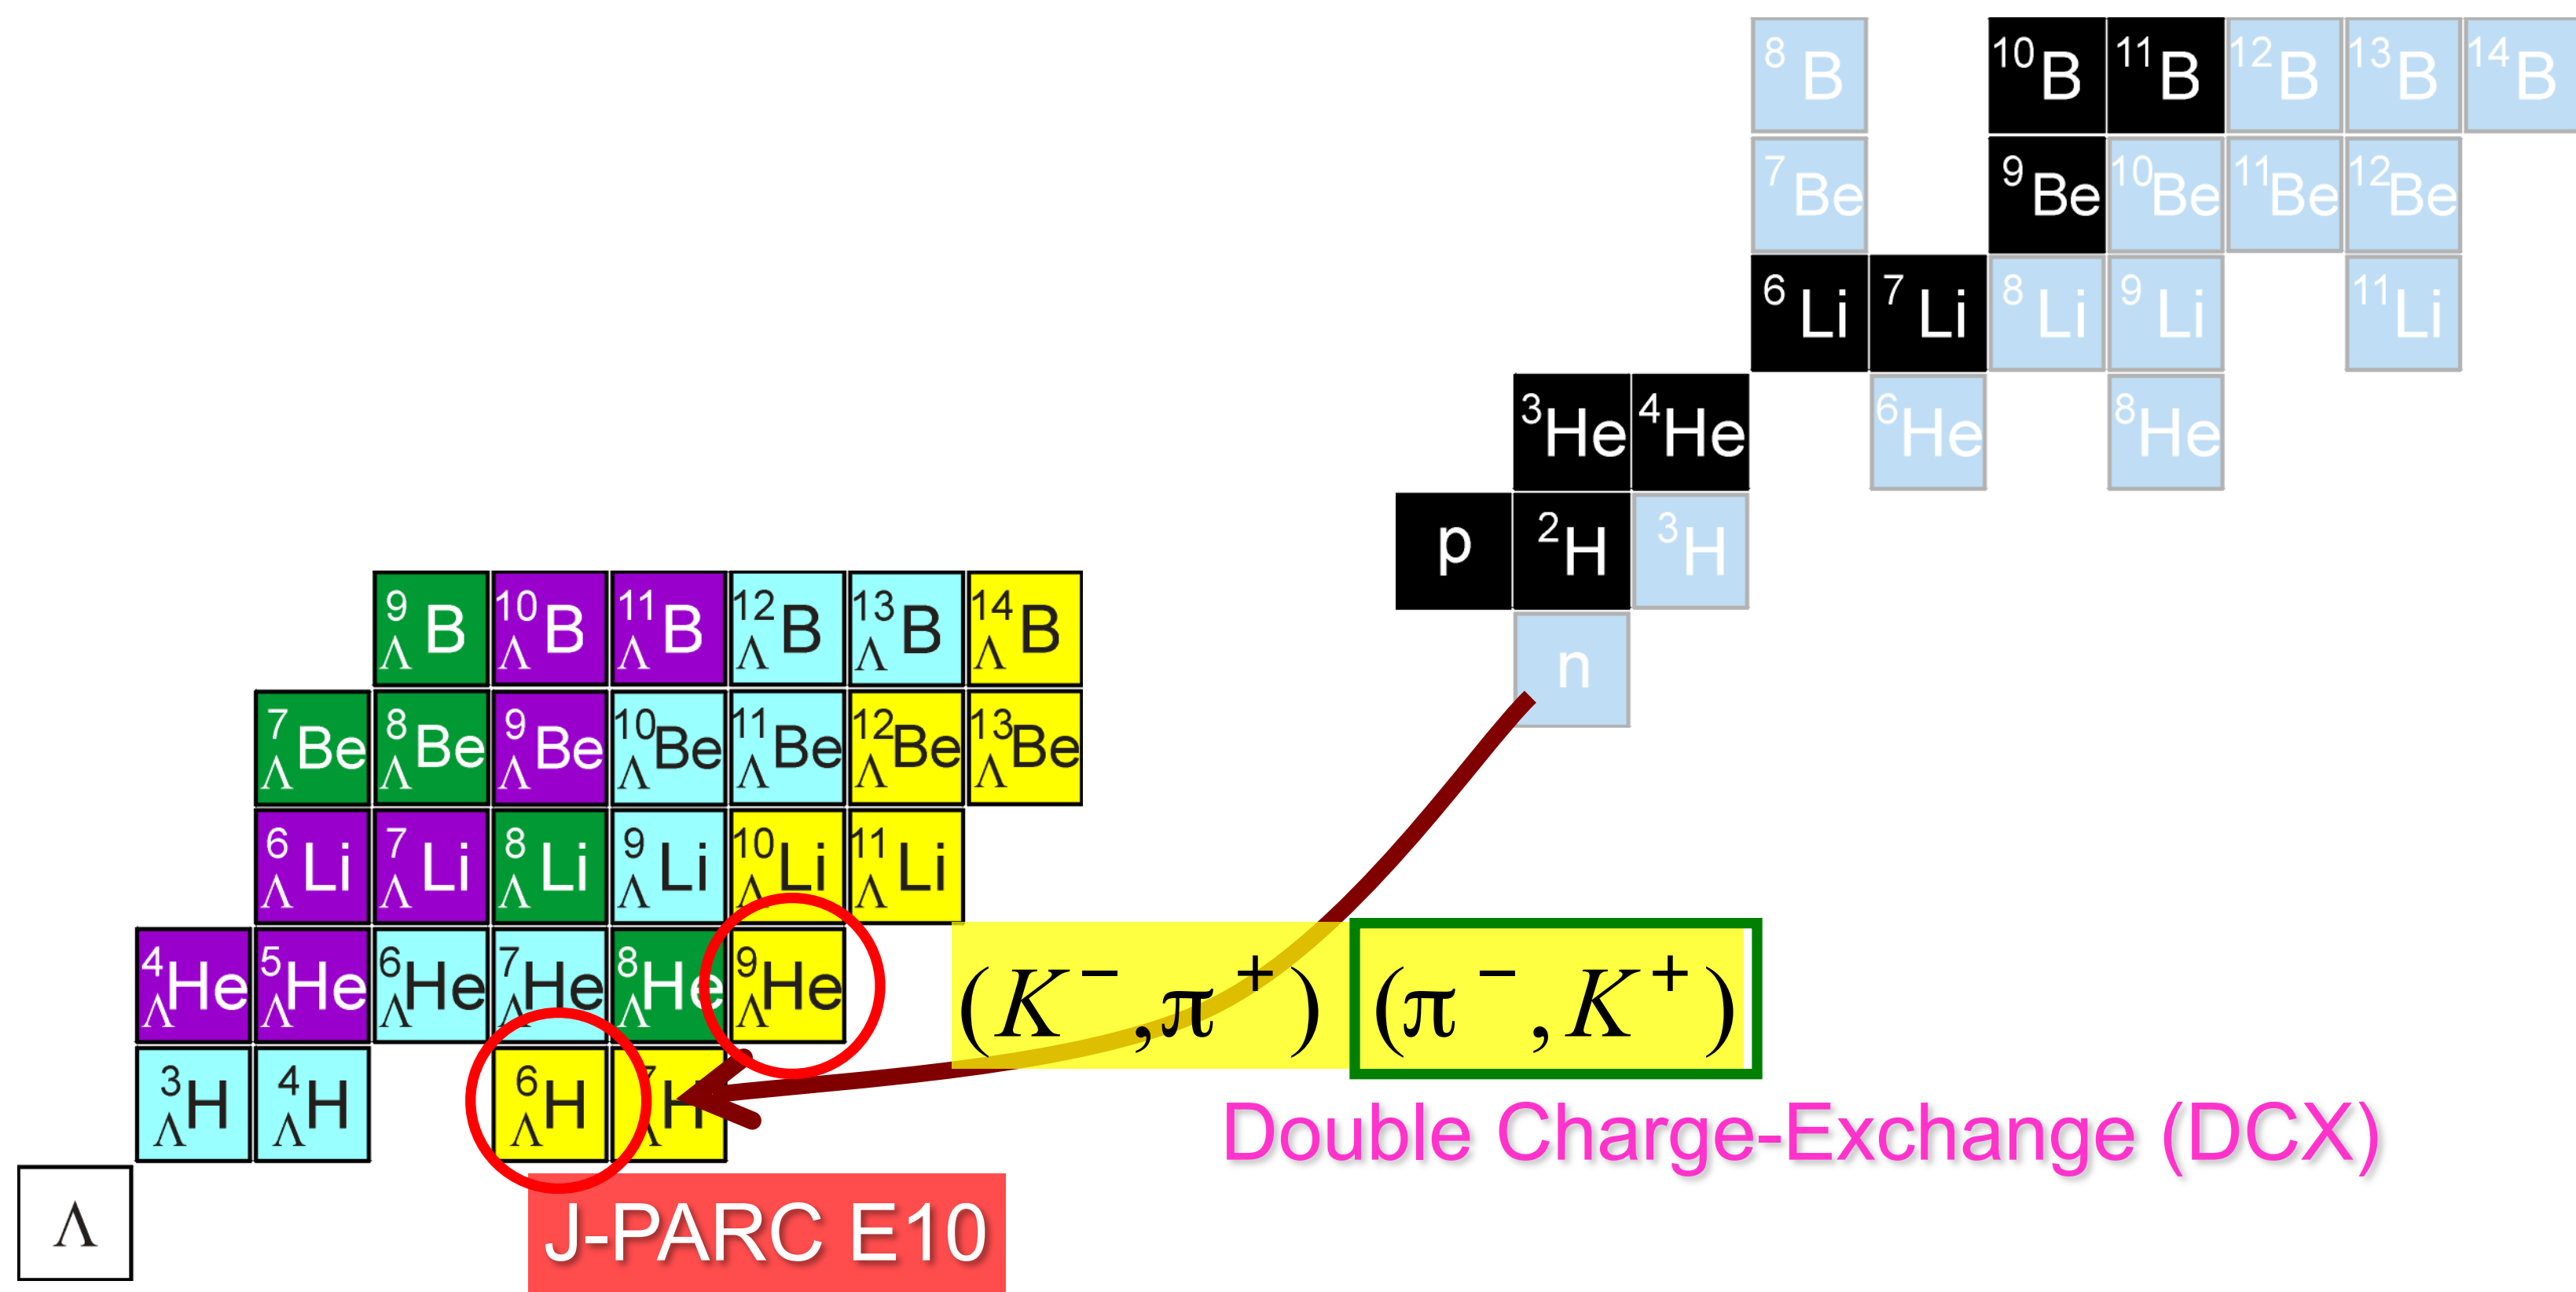 ⁸B ¹⁰B ¹¹B ¹²B ¹³B ¹⁴B
⁷Be ⁹Be ¹⁰Be ¹¹Be ¹²Be
⁶Li ⁷Li ⁸Li ⁹Li ¹¹Li
³He ⁴He ⁶He ⁸He
p ²H ³H
n
⁹ΛB ¹⁰ΛB ¹¹ΛB ¹²ΛB ¹³ΛB ¹⁴ΛB
⁷ΛBe ⁸ΛBe ⁹ΛBe ¹⁰ΛBe ¹¹ΛBe ¹²ΛBe ¹³ΛBe
⁶ΛLi ⁷ΛLi ⁸ΛLi ⁹ΛLi ¹⁰ΛLi ¹¹ΛLi
⁴ΛHe ⁵ΛHe ⁶ΛHe ⁷ΛHe ⁸ΛHe ⁹ΛHe
(K⁻,π⁺) (π⁻,K⁺)
³ΛH ⁴ΛH ⁶ΛH ⁷ΛH
Double Charge-Exchange (DCX)
Λ
J-PARC E10